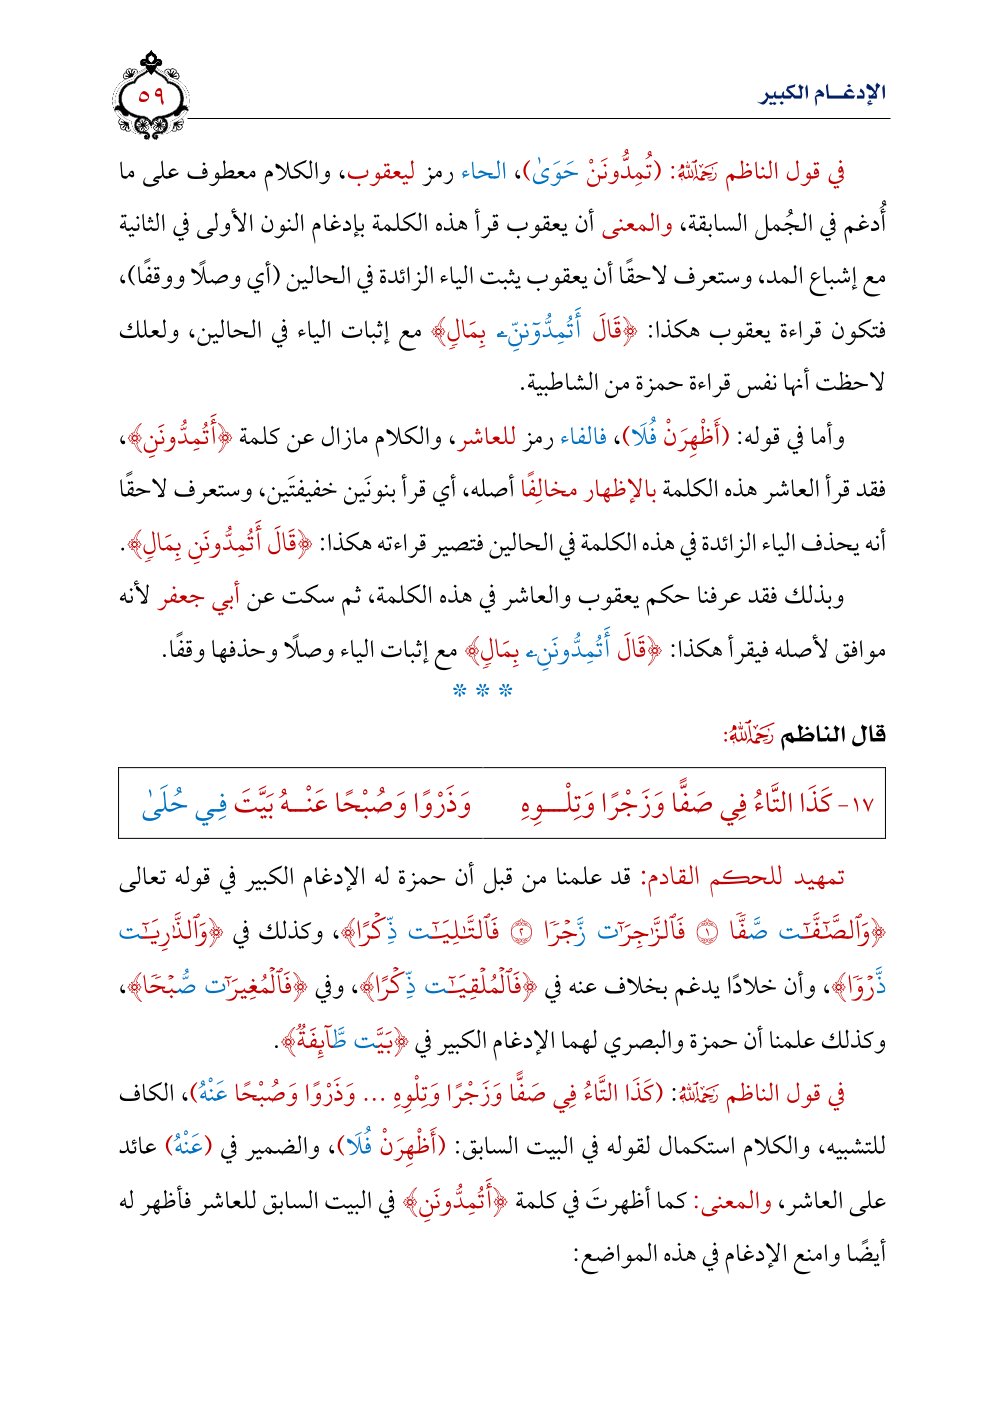 الإدغـــام الكبير
٥٩
في قول الناظم رَحِمَهُ ٱللَّهُ: (تُمِدُّونَنْ حَوَىٰ)، الحاء رمز ليعقوب، والكلام معطوف على ما
أُدغم في الجُمل السابقة، والمعنى أن يعقوب قرأ هذه الكلمة بإدغام النون الأولى في الثانية
مع إشباع المد، وستعرف لاحقًا أن يعقوب يثبت الياء الزائدة في الحالين (أي وصلًا ووقفًا)،
فتكون قراءة يعقوب هكذا: ﴿قَالَ أَتُمِدُّوٓنِّۦ بِمَالٖ﴾ مع إثبات الياء في الحالين، ولعلك
لاحظت أنها نفس قراءة حمزة من الشاطبية.
وأما في قوله: (أَظْهِرَنْ فُلَا)، فالفاء رمز للعاشر، والكلام مازال عن كلمة ﴿أَتُمِدُّونَنِ﴾،
فقد قرأ العاشر هذه الكلمة بالإظهار مخالِفًا أصله، أي قرأ بنونَين خفيفتَين، وستعرف لاحقًا
أنه يحذف الياء الزائدة في هذه الكلمة في الحالين فتصير قراءته هكذا: ﴿قَالَ أَتُمِدُّونَنِ بِمَالٖ﴾.
وبذلك فقد عرفنا حكم يعقوب والعاشر في هذه الكلمة، ثم سكت عن أبي جعفر لأنه
موافق لأصله فيقرأ هكذا: ﴿قَالَ أَتُمِدُّونَنِۦ بِمَالٖ﴾ مع إثبات الياء وصلًا وحذفها وقفًا.
* * *
قال الناظم رَحِمَهُ ٱللَّهُ:
١٧- كَذَا التَّاءُ فِي صَفًّا وَزَجْرًا وَتِلْـــوِهِ وَذَرْوًا وَصُبْحًا عَنْـــهُ بَيَّتَ فِـي حُلَىٰ
تمهيد للحكم القادم: قد علمنا من قبل أن حمزة له الإدغام الكبير في قوله تعالى
﴿وَٱلصَّٰٓفَّٰت صَّفّٗا ١ فَٱلزَّٰجِرَٰت زَّجۡرٗا ٢ فَٱلتَّٰلِيَٰت ذِّكۡرًا﴾، وكذلك في ﴿وَٱلذَّٰرِيَٰت
ذَّرۡوٗا﴾، وأن خلادًا يدغم بخلاف عنه في ﴿فَٱلۡمُلۡقِيَٰت ذِّكۡرًا﴾، وفي ﴿فَٱلۡمُغِيرَٰت صُّبۡحٗا﴾،
وكذلك علمنا أن حمزة والبصري لهما الإدغام الكبير في ﴿بَيَّت طَّآئِفَةٞ﴾.
في قول الناظم رَحِمَهُ ٱللَّهُ: (كَذَا التَّاءُ فِي صَفًّا وَزَجْرًا وَتِلْوِهِ ... وَذَرْوًا وَصُبْحًا عَنْهُ)، الكاف
للتشبيه، والكلام استكمال لقوله في البيت السابق: (أَظْهِرَنْ فُلَا)، والضمير في (عَنْهُ) عائد
على العاشر، والمعنى: كما أظهرتَ في كلمة ﴿أَتُمِدُّونَنِ﴾ في البيت السابق للعاشر فأظهر له
أيضًا وامنع الإدغام في هذه المواضع: